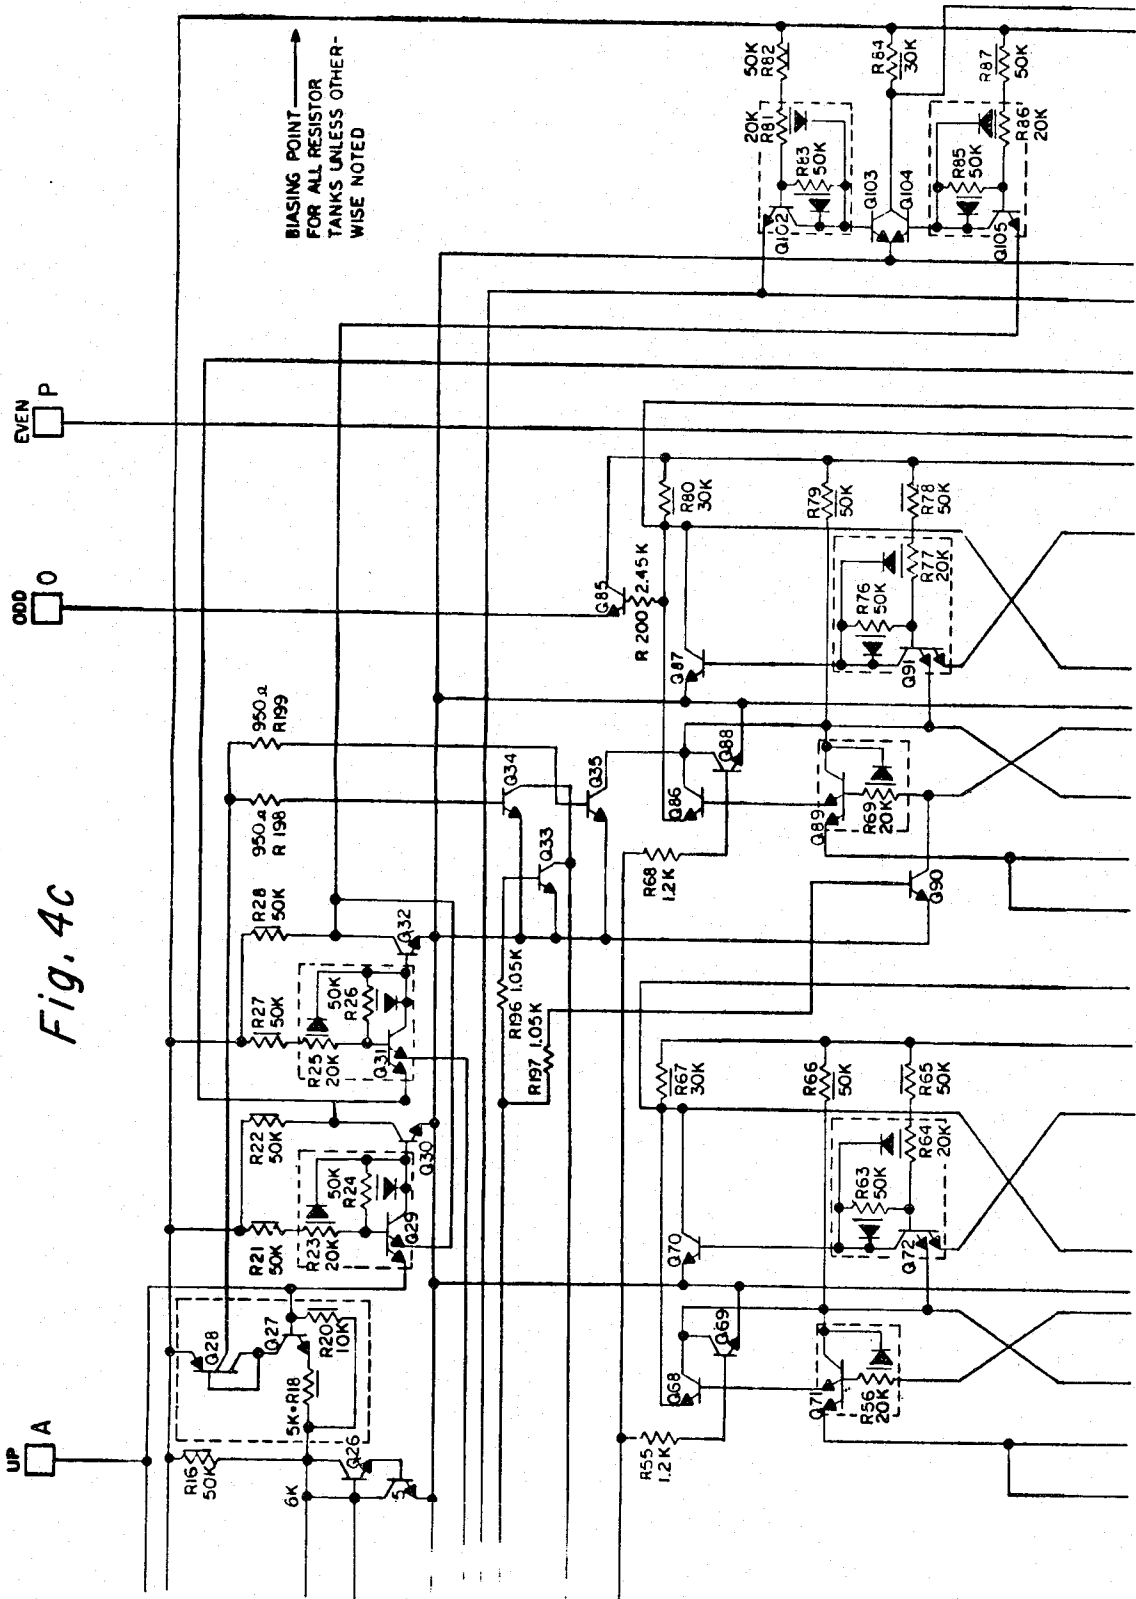 Fig. 4c
UP
A
ODD
O
EVEN
P
BIASING POINT
FOR ALL RESISTOR
TANKS UNLESS OTHER-
WISE NOTED
R16
50K
6K
Q26
5K
R18
Q28
Q27
R20
10K
R21
50K
R22
50K
R23
20K
50K
R24
Q29
Q30
R27
50K
R28
50K
R25
20K
50K
R26
Q31
Q32
950Ω
R198
950Ω
R199
R196 1.05K
R197 1.05K
Q33
Q34
Q35
R55
1.2K
Q68
Q69
Q70
R67
30K
Q71
R56
20K
R66
50K
R63
50K
R64
20K
R65
50K
Q72
R68
1.2K
Q86
Q88
Q87
Q85
R200 2.45K
R80
30K
Q89
R69
20K
Q90
R79
50K
R76
50K
R77
20K
R78
50K
Q91
50K
R82
20K
R81
R83
50K
Q102
Q103
Q104
R84
30K
R85
50K
R86
20K
R87
50K
Q105